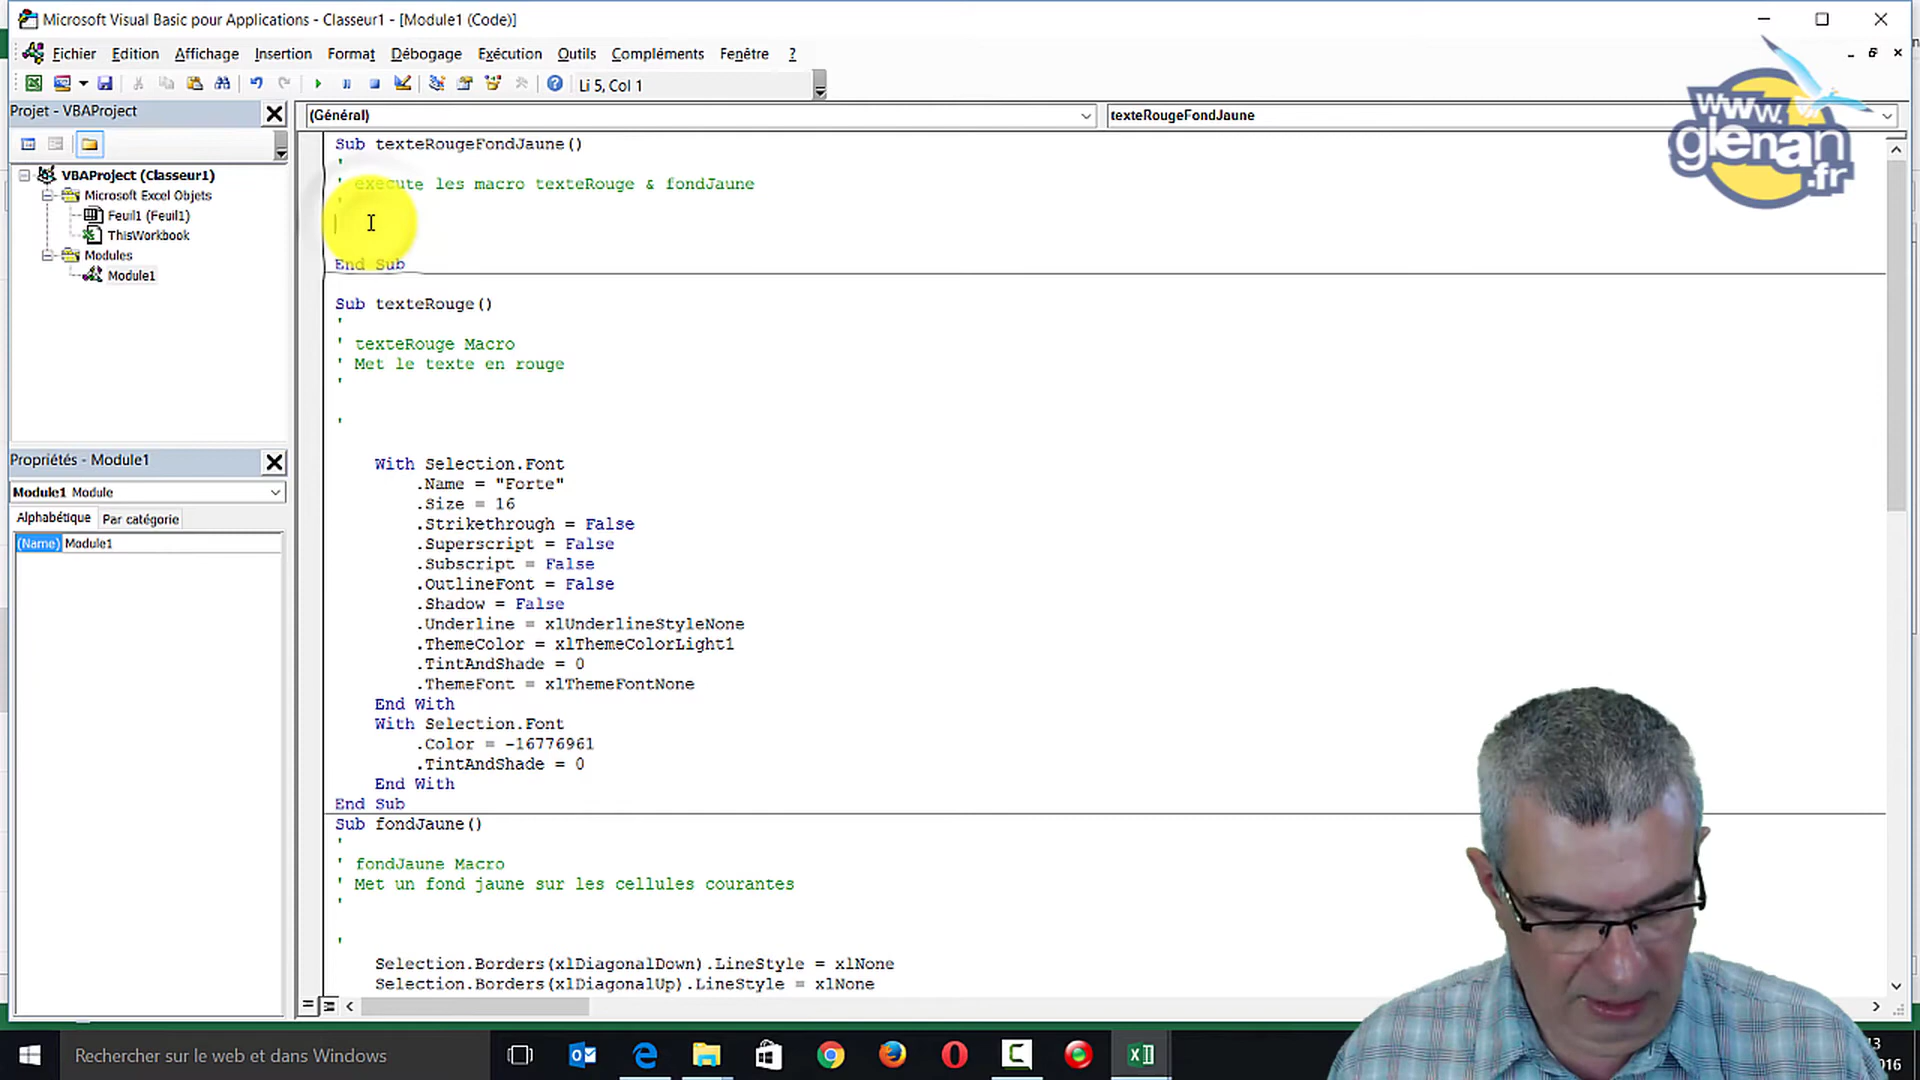 Microsoft Visual Basic pour Applications - Classeur1 - [Module1 (Code)]
Fichier Edition Affichage Insertion Format Débogage Exécution Outils Compléments Fenêtre ?
Li 5, Col 1
Projet - VBAProject
(Général)
texteRougeFondJaune
www.
glenan
.fr
VBAProject (Classeur1)
Microsoft Excel Objets
Feuil1 (Feuil1)
ThisWorkbook
Modules
Module1
Propriétés - Module1
Module1 Module
Alphabétique Par catégorie
(Name) Module1
Sub texteRougeFondJaune()
'
' execute les macro texteRouge & fondJaune
'
End Sub
Sub texteRouge()
'
' texteRouge Macro
' Met le texte en rouge
'
'
With Selection.Font
.Name = "Forte"
.Size = 16
.Strikethrough = False
.Superscript = False
.Subscript = False
.OutlineFont = False
.Shadow = False
.Underline = xlUnderlineStyleNone
.ThemeColor = xlThemeColorLight1
.TintAndShade = 0
.ThemeFont = xlThemeFontNone
End With
With Selection.Font
.Color = -16776961
.TintAndShade = 0
End With
End Sub
Sub fondJaune()
'
' fondJaune Macro
' Met un fond jaune sur les cellules courantes
'
'
Selection.Borders(xlDiagonalDown).LineStyle = xlNone
Selection.Borders(xlDiagonalUp).LineStyle = xlNone
Rechercher sur le web et dans Windows